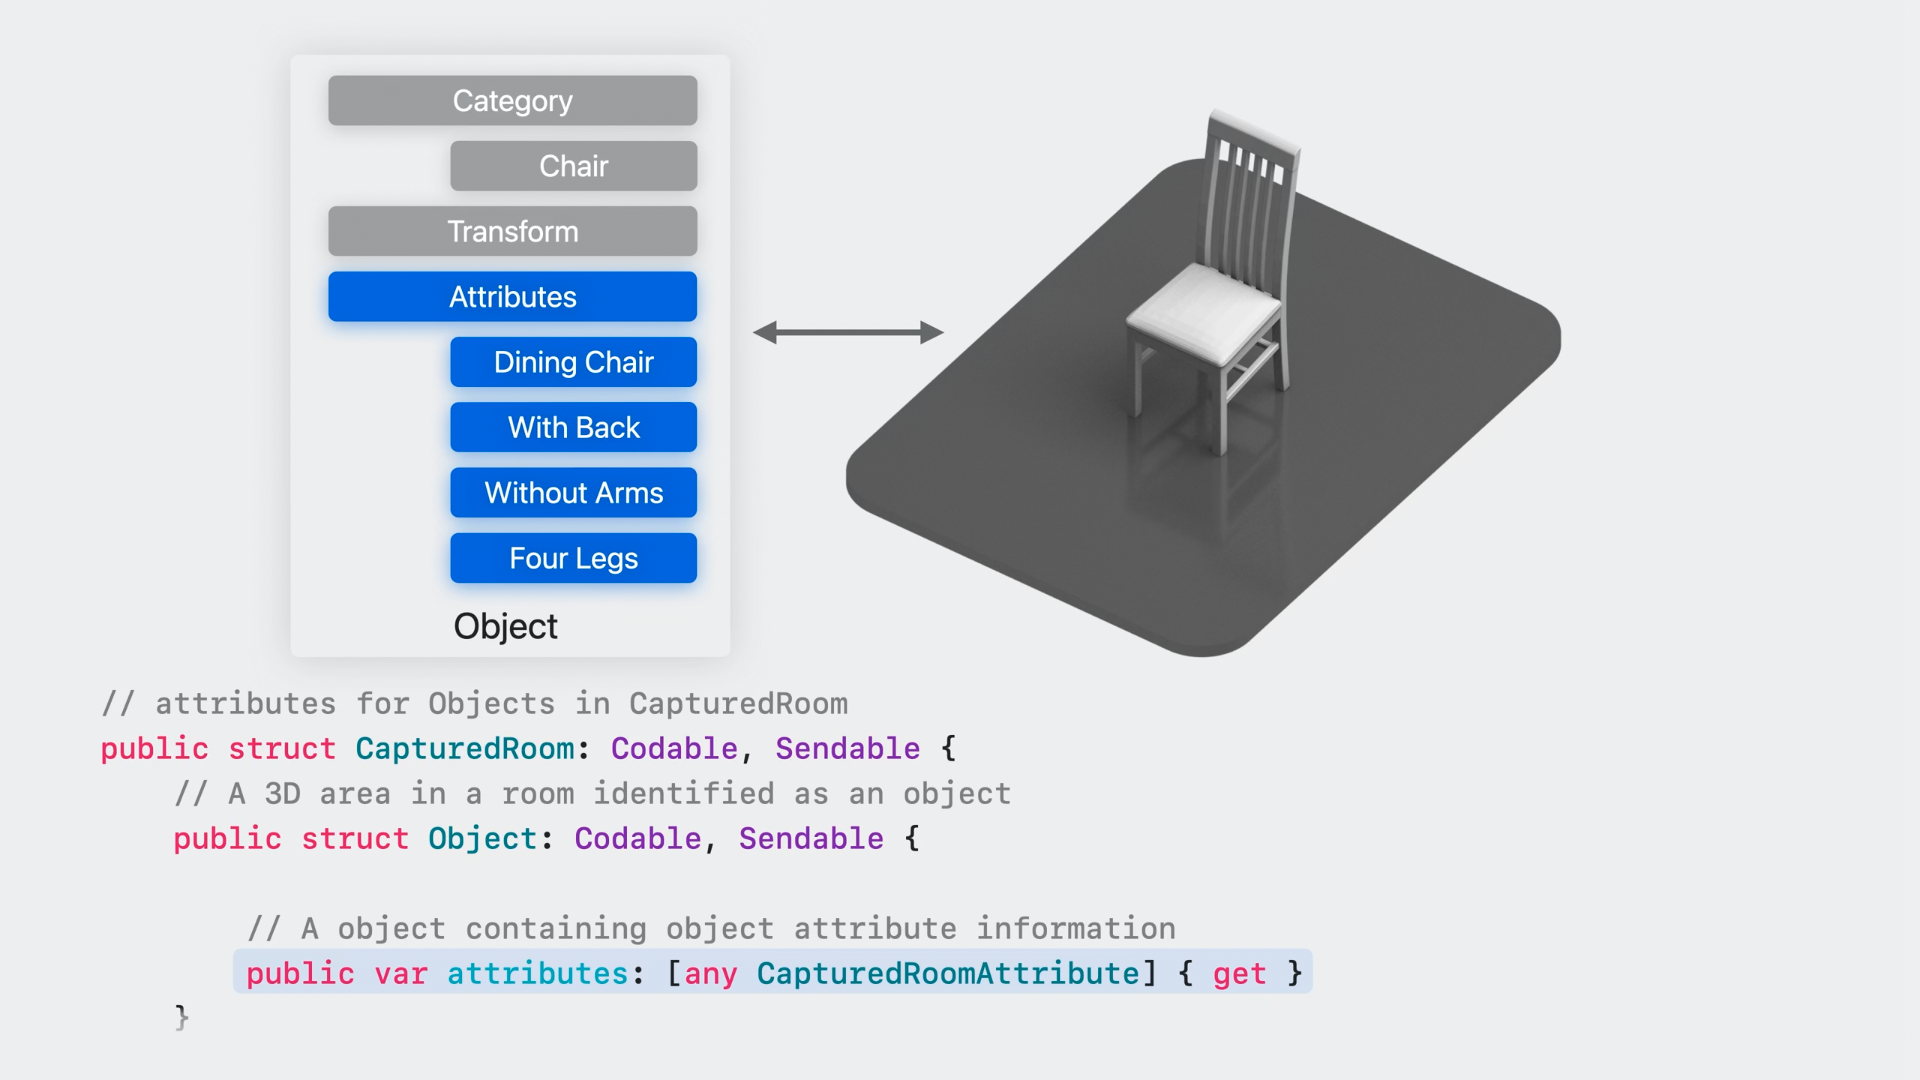 Category
Chair
Transform
Attributes
Dining Chair
With Back
Without Arms
Four Legs
Object
// attributes for Objects in CapturedRoom
public struct CapturedRoom: Codable, Sendable {
    // A 3D area in a room identified as an object
    public struct Object: Codable, Sendable {
        // A object containing object attribute information
        public var attributes: [any CapturedRoomAttribute] { get }
    }